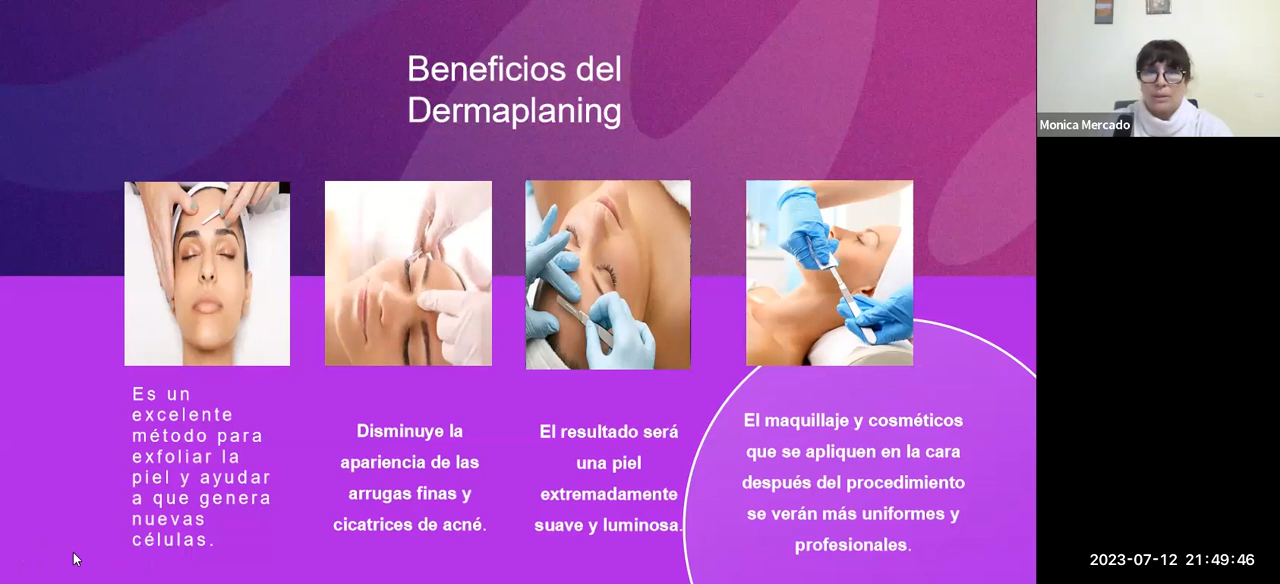 Beneficios del
Dermaplaning
Monica Mercado
Es un
excelente
método para
exfoliar la
piel y ayudar
a que genera
nuevas
células.
Disminuye la
apariencia de las
arrugas finas y
cicatrices de acné.
El resultado será
una piel
extremadamente
suave y luminosa.
El maquillaje y cosméticos
que se apliquen en la cara
después del procedimiento
se verán más uniformes y
profesionales.
2023-07-12 21:49:46